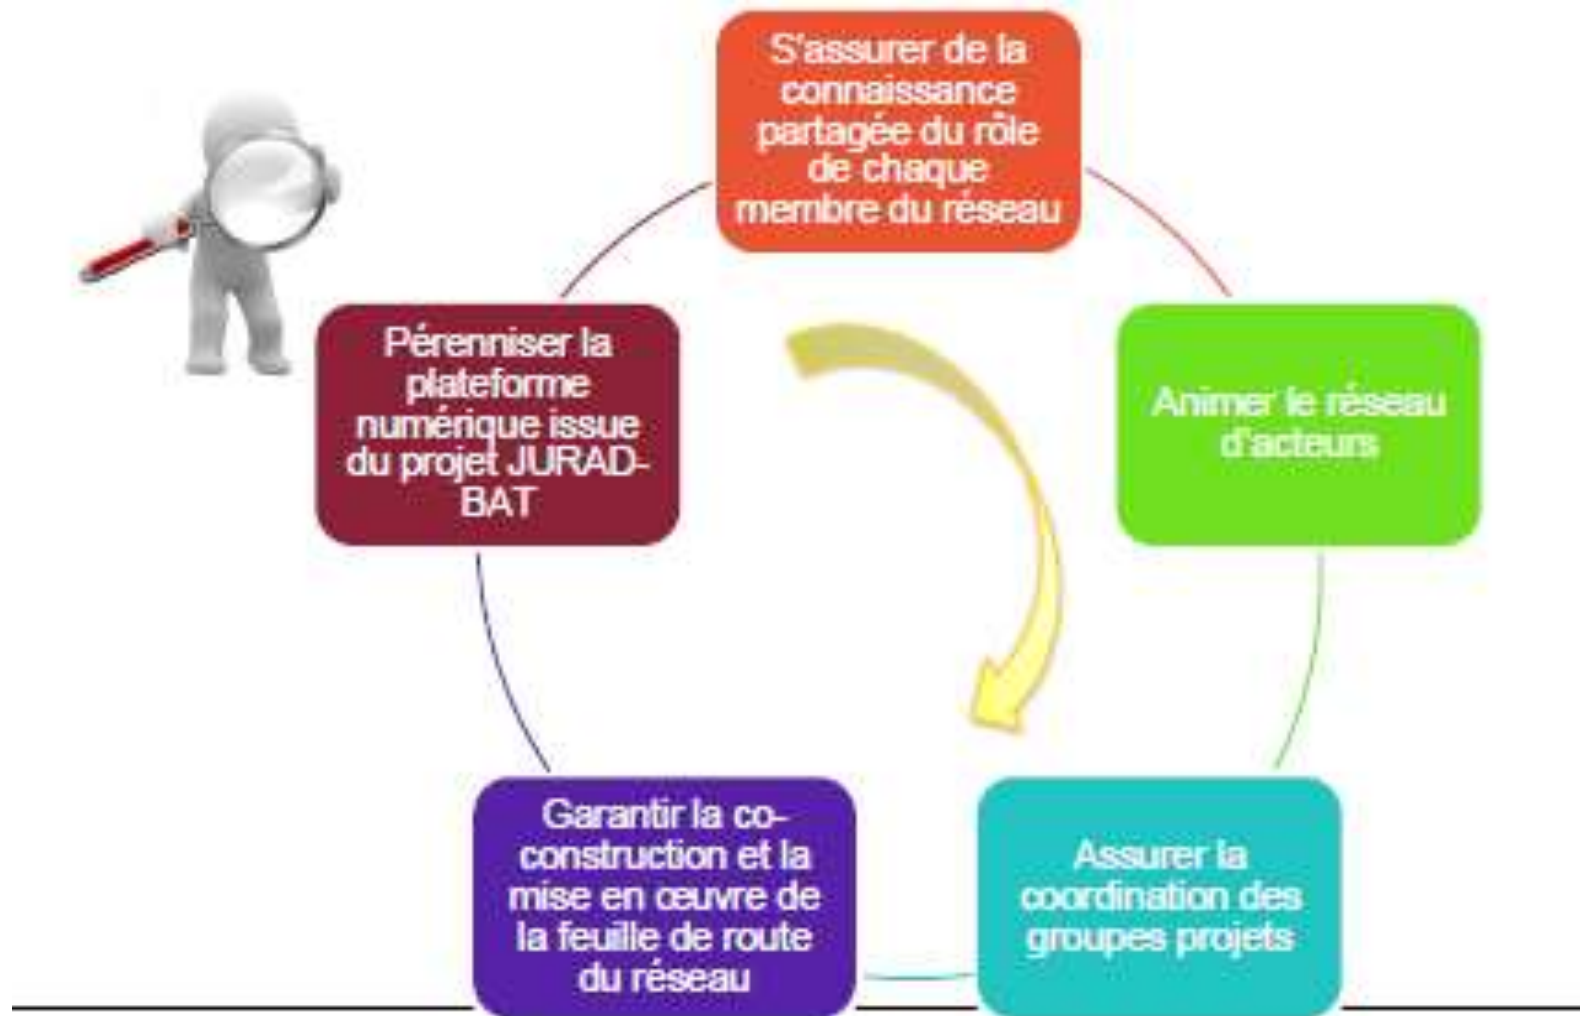 S'assurer de la
connaissance
partagée du rôle
de chaque
membre du réseau
Animer le réseau
d'acteurs
Assurer la
coordination des
groupes projets
Garantir la co-
construction et la
mise en œuvre de
la feuille de route
du réseau
Pérenniser la
plateforme
numérique issue
du projet JURAD-
BAT